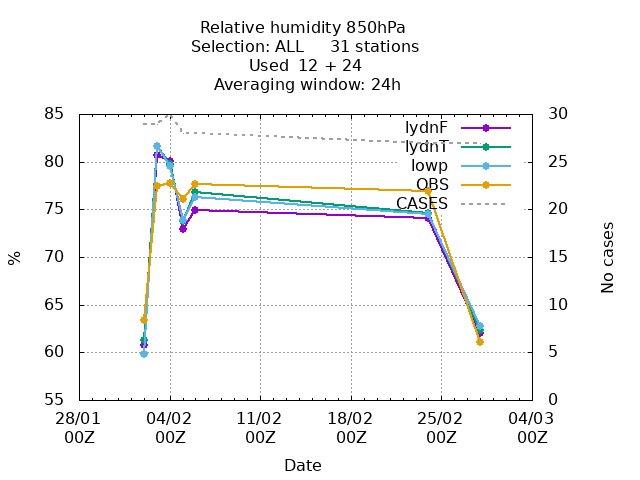 Relative humidity 850hPa
Selection: ALL     31 stations
Used  12 + 24
Averaging window: 24h
85
80
75
70
65
60
55
%
30
25
20
15
10
5
0
No cases
lydnF
lydnT
lowp
OBS
CASES
28/01 04/02 11/02 18/02 25/02 04/03
00Z 00Z 00Z 00Z 00Z 00Z
Date